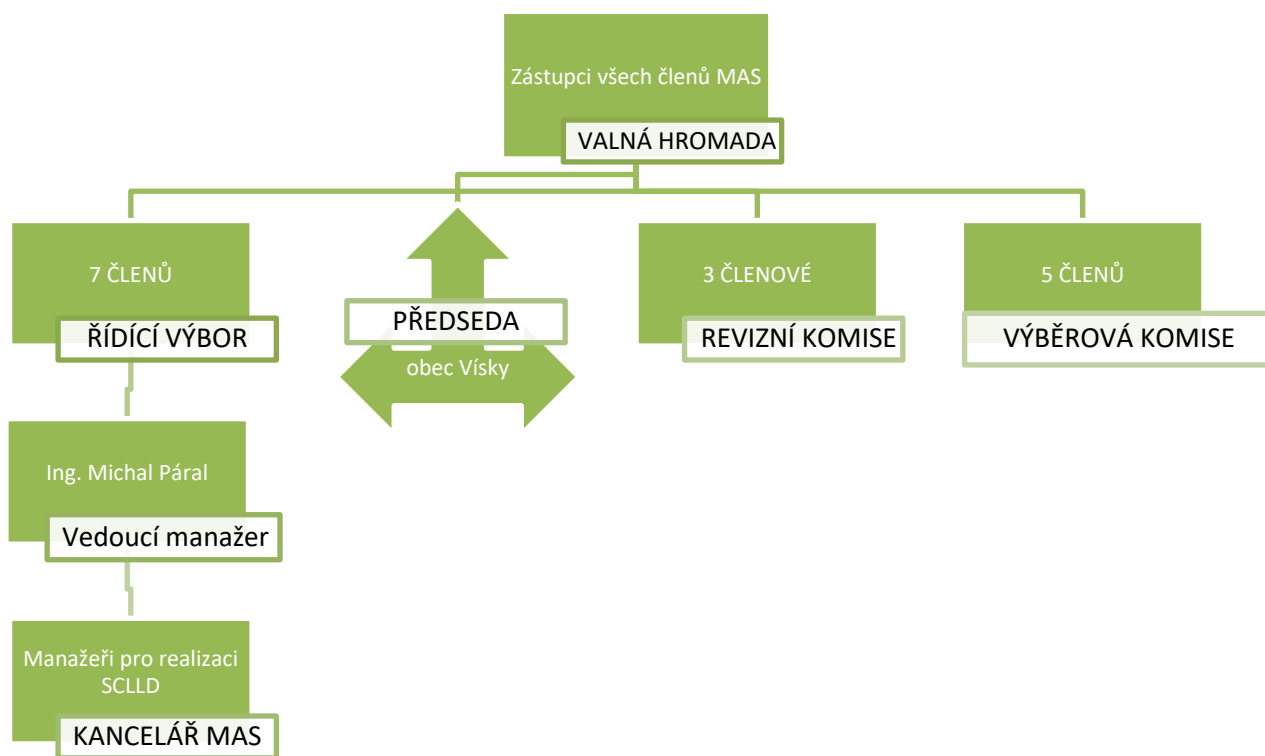 Zástupci všech členů MAS
VALNÁ HROMADA
7 ČLENŮ
ŘÍDÍCÍ VÝBOR
PŘEDSEDA
obec Vísky
3 ČLENOVÉ
REVIZNÍ KOMISE
5 ČLENŮ
VÝBĚROVÁ KOMISE
Ing. Michal Páral
Vedoucí manažer
Manažeři pro realizaci
SCLLD
KANCELÁŘ MAS